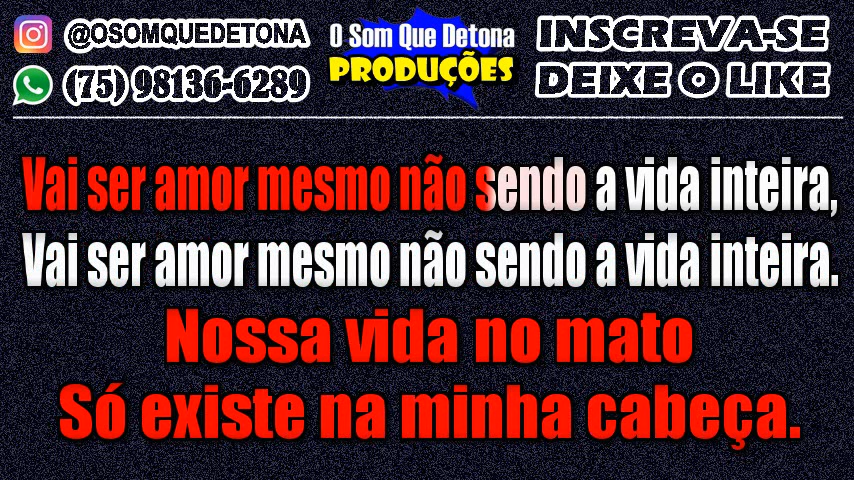 @OSOMQUEDETONA
(75) 98136-6289
O Som Que Detona
PRODUÇÕES
INSCREVA-SE
DEIXE O LIKE
Vai ser amor mesmo não sendo a vida inteira,
Vai ser amor mesmo não sendo a vida inteira.
Nossa vida no mato
Só existe na minha cabeça.